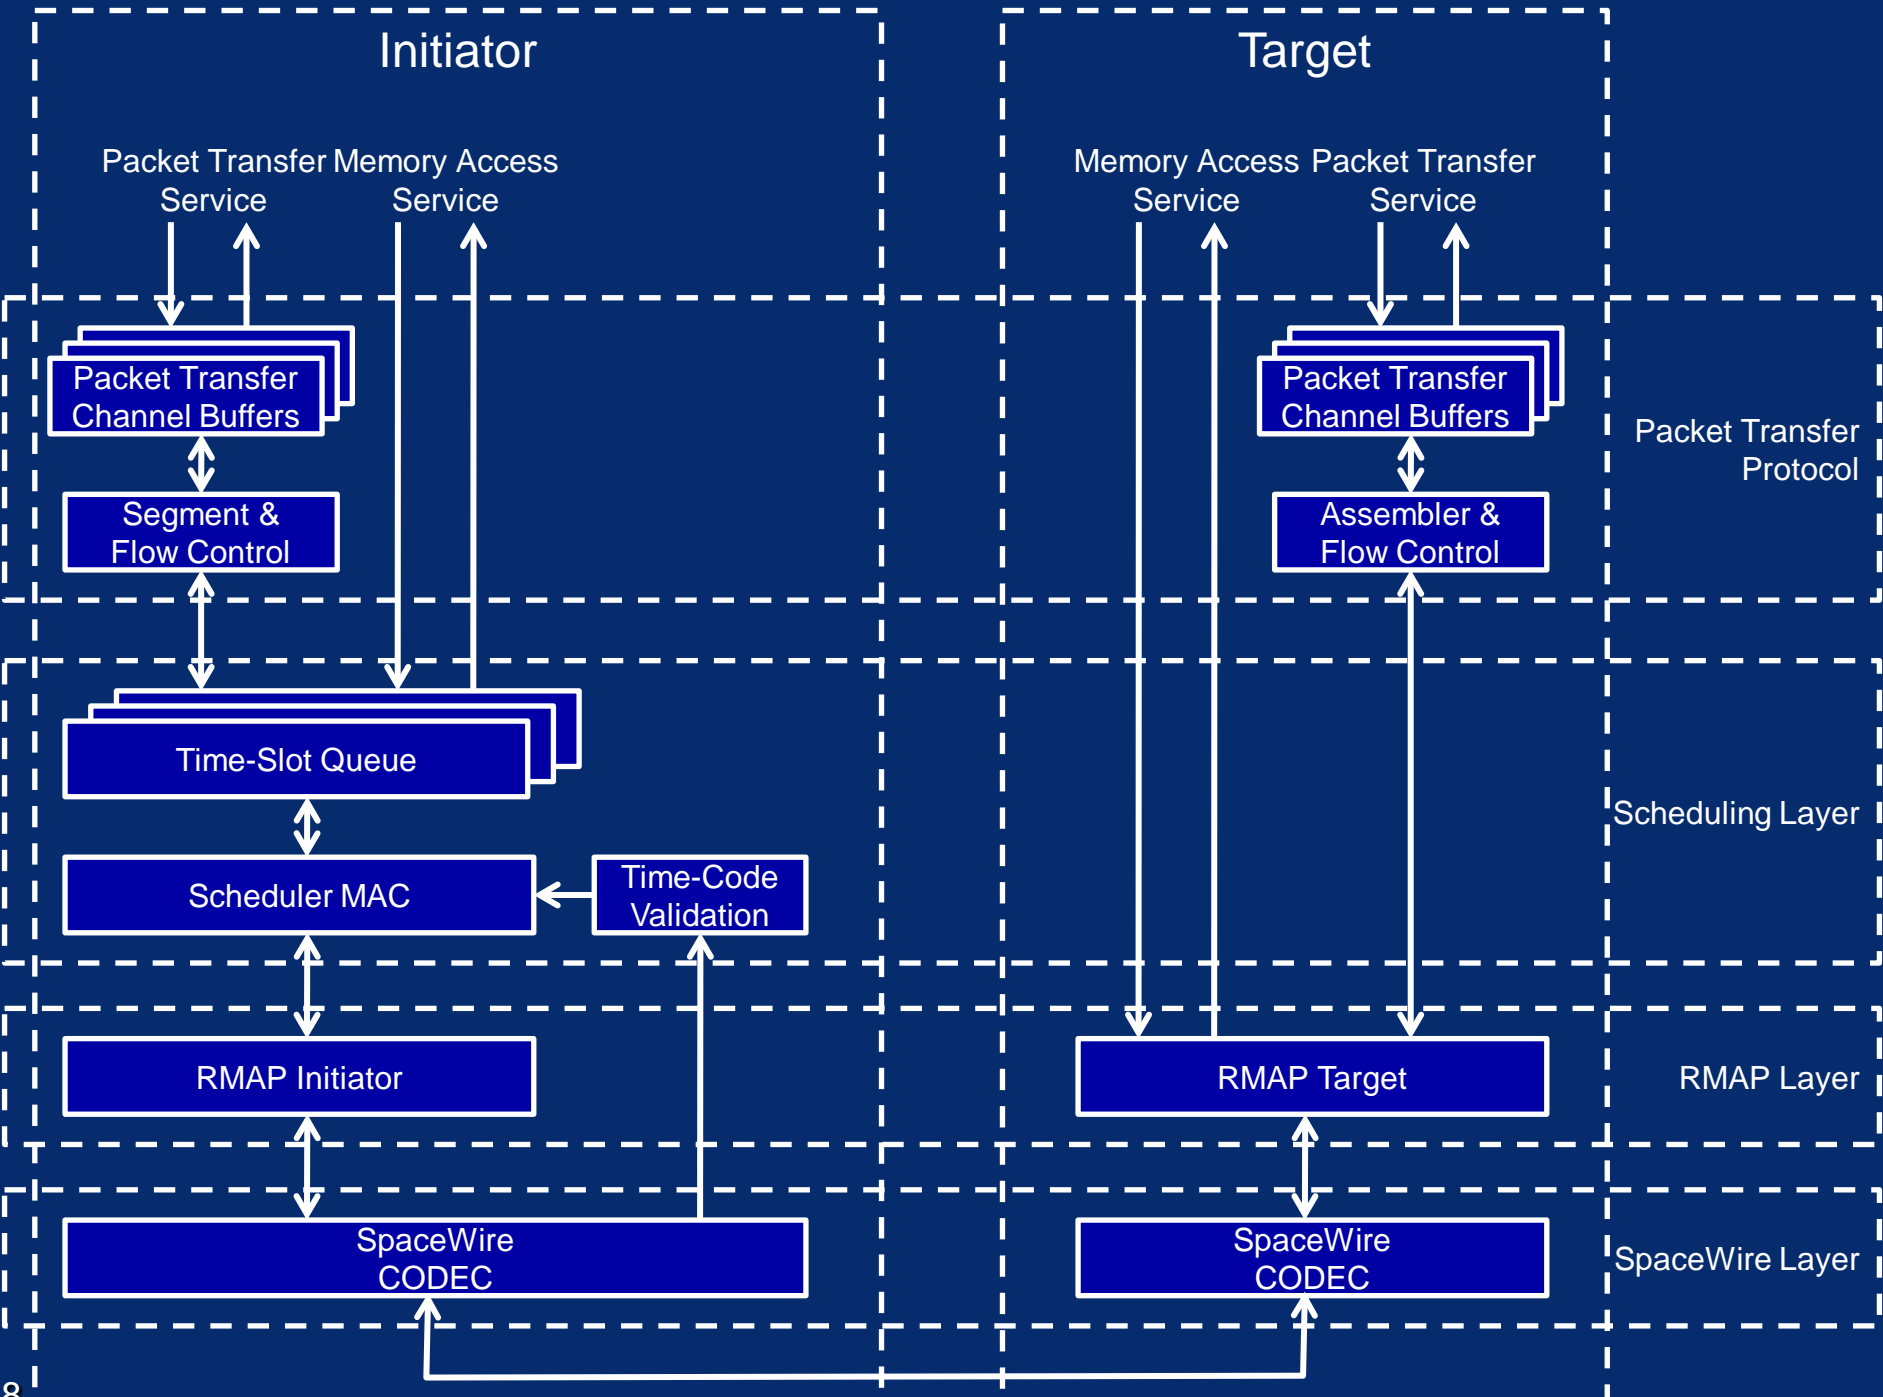 Initiator
Target
Packet Transfer
Service
Memory Access
Service
Memory Access
Service
Packet Transfer
Service
Packet Transfer
Channel Buffers
Packet Transfer
Channel Buffers
Packet Transfer
Protocol
Segment &
Flow Control
Assembler &
Flow Control
Time-Slot Queue
Scheduling Layer
Scheduler MAC
Time-Code
Validation
RMAP Initiator
RMAP Target
RMAP Layer
SpaceWire
CODEC
SpaceWire
CODEC
SpaceWire Layer
8